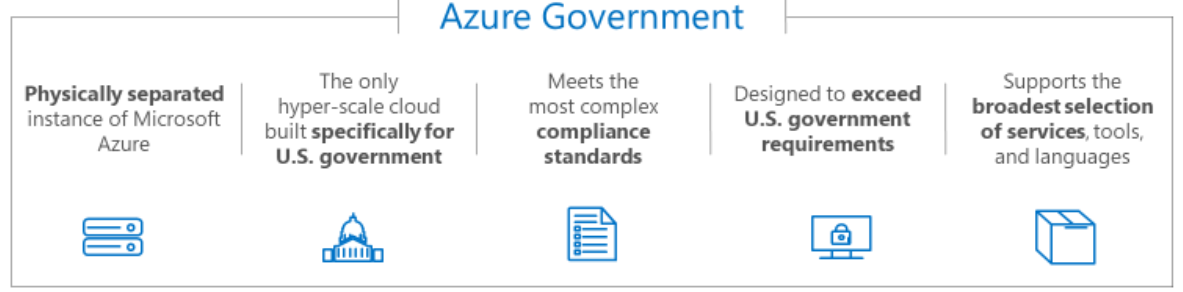 Azure Government
Physically separated
instance of Microsoft
Azure
The only
hyper-scale cloud
built specifically for
U.S. government
Meets the
most complex
compliance
standards
Designed to exceed
U.S. government
requirements
Supports the
broadest selection
of services, tools,
and languages